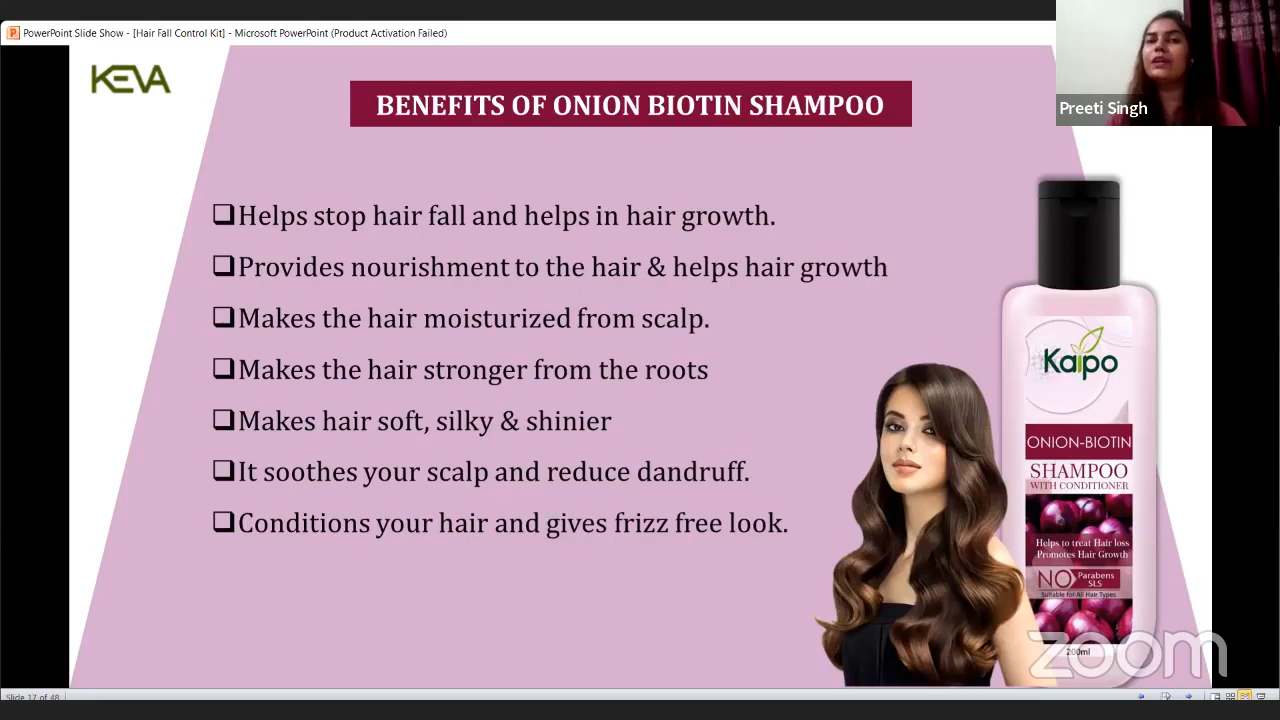 PowerPoint Slide Show - [Hair Fall Control Kit] - Microsoft PowerPoint (Product Activation Failed)
Preeti Singh
KEVA
BENEFITS OF ONION BIOTIN SHAMPOO
Helps stop hair fall and helps in hair growth.
Provides nourishment to the hair & helps hair growth
Makes the hair moisturized from scalp.
Makes the hair stronger from the roots
Makes hair soft, silky & shinier
It soothes your scalp and reduce dandruff.
Conditions your hair and gives frizz free look.
Kaipo
ONION-BIOTIN
SHAMPOO
WITH CONDITIONER
Helps to treat Hair loss
Promotes Hair Growth
NO Parabens
SLS
Suitable for All Hair Types
200ml
zoom
Slide 17 of 48